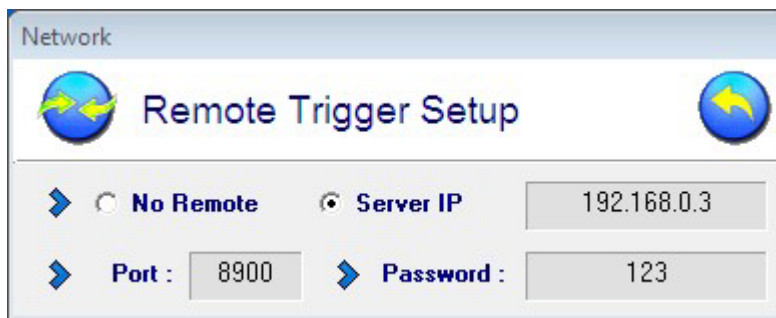 Network
Remote Trigger Setup
No Remote Server IP 192.168.0.3
Port : 8900 Password : 123